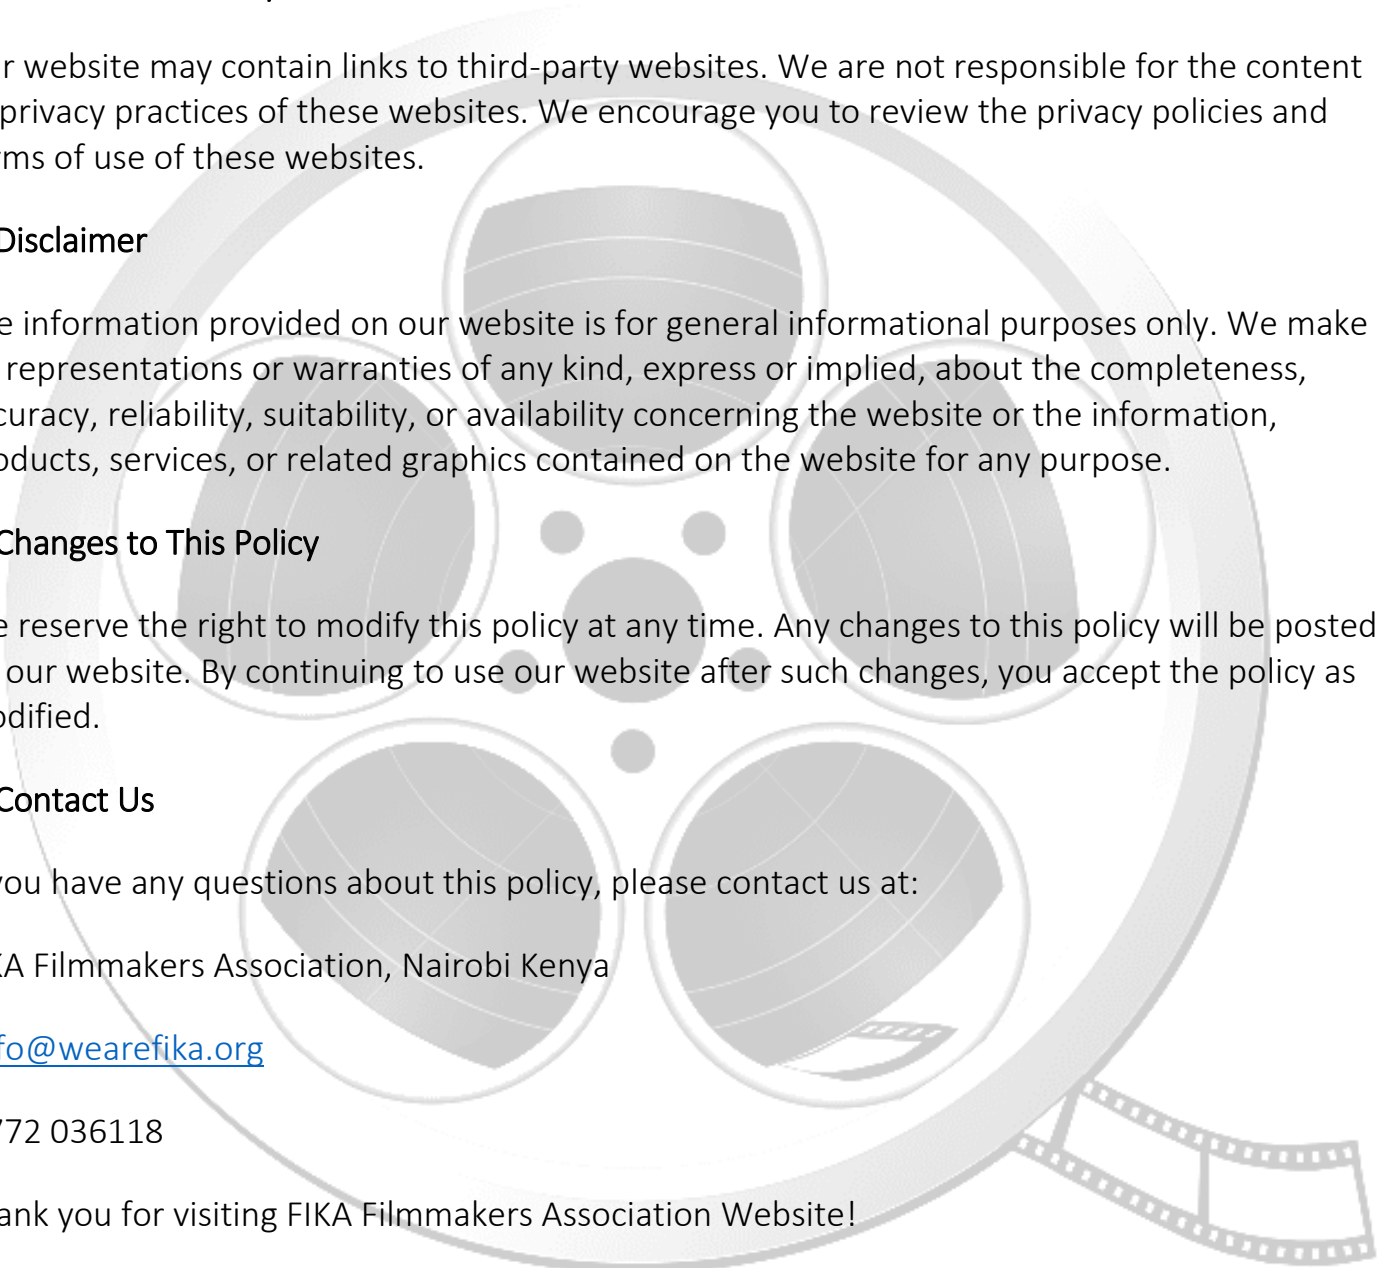 r website may contain links to third-party websites. We are not responsible for the content
privacy practices of these websites. We encourage you to review the privacy policies and
rms of use of these websites.
Disclaimer
e information provided on our website is for general informational purposes only. We make
representations or warranties of any kind, express or implied, about the completeness,
curacy, reliability, suitability, or availability concerning the website or the information,
oducts, services, or related graphics contained on the website for any purpose.
Changes to This Policy
e reserve the right to modify this policy at any time. Any changes to this policy will be posted
our website. By continuing to use our website after such changes, you accept the policy as
odified.
Contact Us
you have any questions about this policy, please contact us at:
KA Filmmakers Association, Nairobi Kenya
fo@wearefika.org
772 036118
ank you for visiting FIKA Filmmakers Association Website!